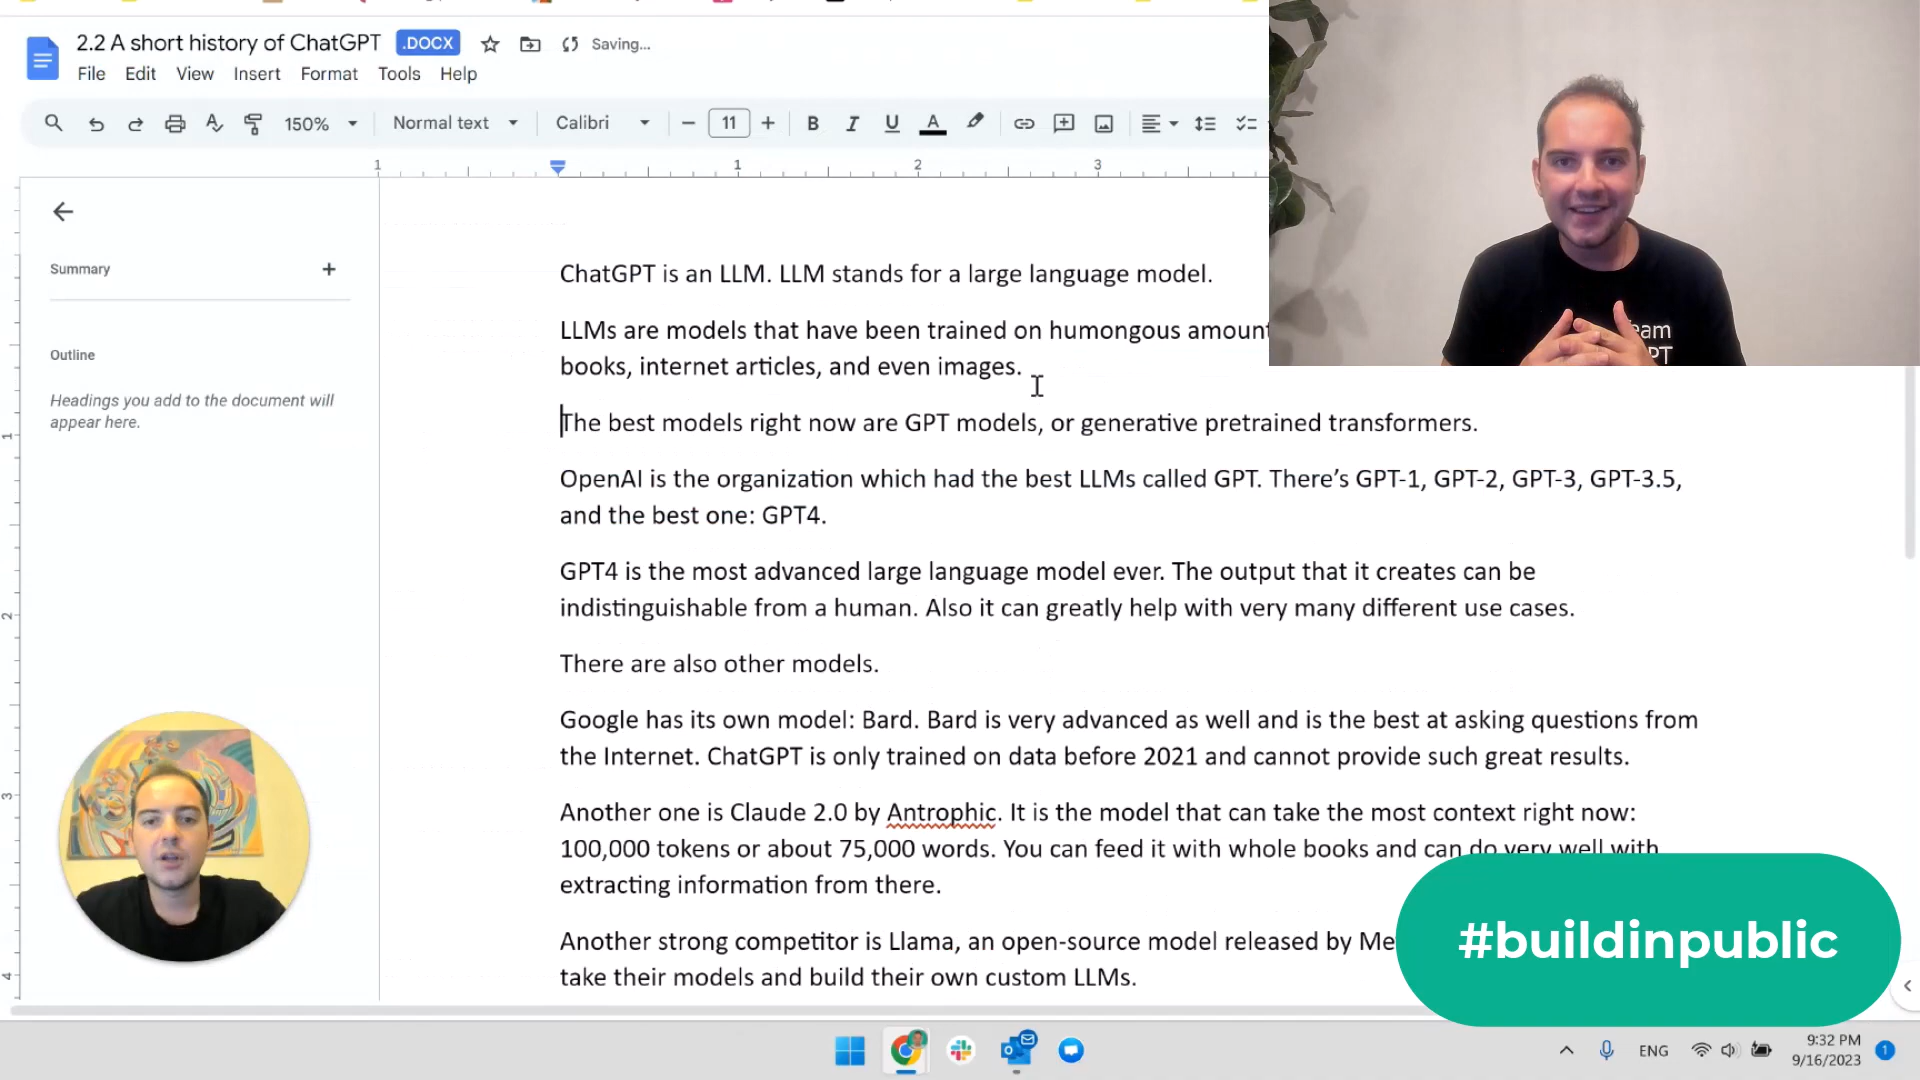 2.2 A short history of ChatGPT .DOCX Saving...
File Edit View Insert Format Tools Help
150% Normal text Calibri 11 B I U A
1 1 2 3
Summary
Outline
Headings you add to the document will
appear here.
ChatGPT is an LLM. LLM stands for a large language model.
LLMs are models that have been trained on humongous amount
books, internet articles, and even images.
The best models right now are GPT models, or generative pretrained transformers.
OpenAI is the organization which had the best LLMs called GPT. There’s GPT-1, GPT-2, GPT-3, GPT-3.5,
and the best one: GPT4.
GPT4 is the most advanced large language model ever. The output that it creates can be
indistinguishable from a human. Also it can greatly help with very many different use cases.
There are also other models.
Google has its own model: Bard. Bard is very advanced as well and is the best at asking questions from
the Internet. ChatGPT is only trained on data before 2021 and cannot provide such great results.
Another one is Claude 2.0 by Antrophic. It is the model that can take the most context right now:
100,000 tokens or about 75,000 words. You can feed it with whole books and can do very well with
extracting information from there.
Another strong competitor is Llama, an open-source model released by Me
take their models and build their own custom LLMs.
1
2
3
4
eam
PT
#buildinpublic
ENG
9:32 PM
9/16/2023
1